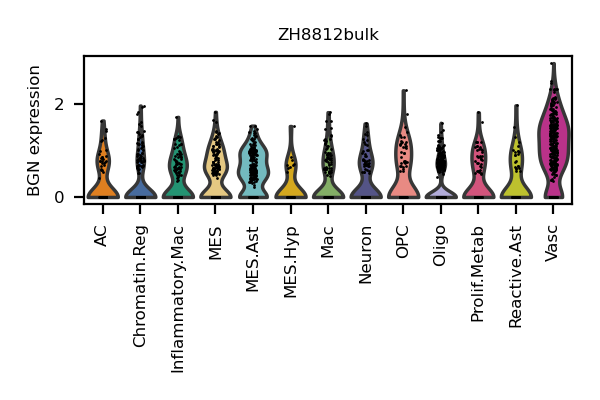 ZH8812bulk
BGN expression
2
0
AC
Chromatin.Reg
Inflammatory.Mac
MES
MES.Ast
MES.Hyp
Mac
Neuron
OPC
Oligo
Prolif.Metab
Reactive.Ast
Vasc